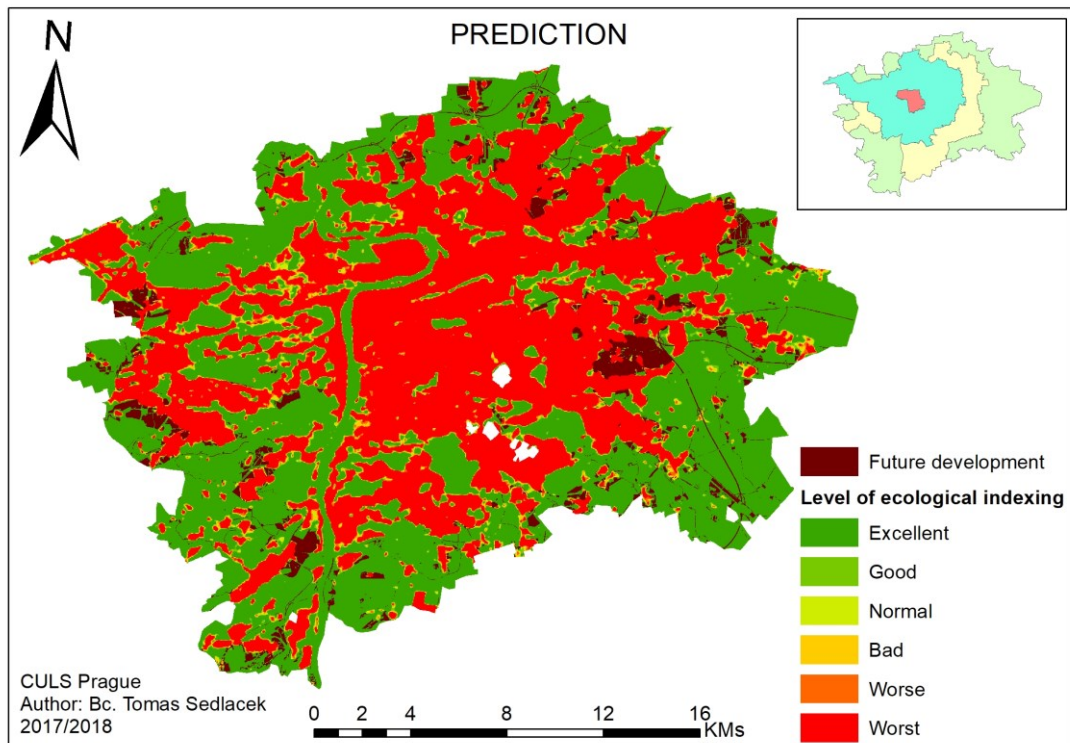 PREDICTION
N
Future development
Level of ecological indexing
Excellent
Good
Normal
Bad
Worse
Worst
CULS Prague
Author: Bc. Tomas Sedlacek
2017/2018
0 2 4 8 12 16
KMs